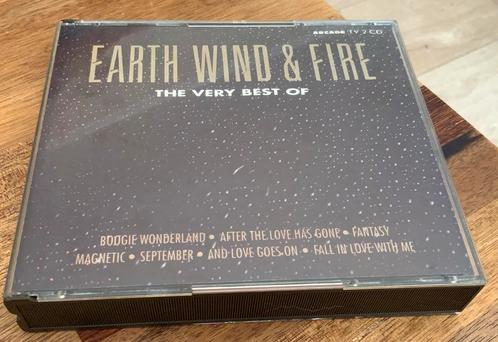 ARCADE TV 2 CD
EARTH WIND & FIRE
THE VERY BEST OF
BOOGIE WONDERLAND • AFTER THE LOVE HAS GONE • FANTASY
MAGNETIC • SEPTEMBER • AND LOVE GOES ON • FALL IN LOVE WITH ME